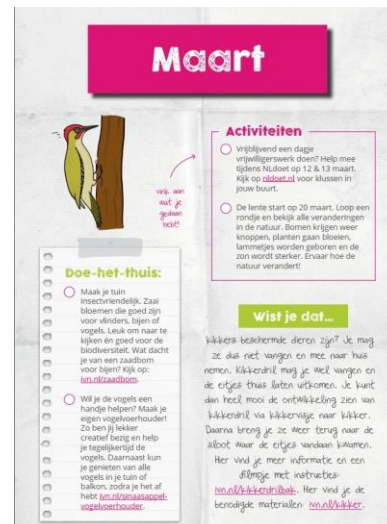 Maart
vink aan
wat je
gedaan
hebt!
Activiteiten
Vrijblijvend een dagje
vrijwilligerswerk doen? Help mee
tijdens NLdoet op 12 & 13 maart.
Kijk op nldoet.nl voor klussen in
jouw buurt.
De lente start op 20 maart. Loop een
rondje en bekijk alle veranderingen
in de natuur. Bomen krijgen weer
knoppen, planten gaan bloeien,
lammetjes worden geboren en de
zon wordt sterker. Ervaar hoe de
natuur verandert!
Doe-het-thuis:
Maak je tuin
insectvriendelijk. Zaai
bloemen die goed zijn
voor vlinders, bijen of
vogels. Leuk om naar te
kijken én goed voor de
biodiversiteit. Wat dacht
je van een zaadbom
voor bijen? Kijk op:
ivn.nl/zaadbom.
Wil je de vogels een
handje helpen? Maak je
eigen vogelvoerhouder!
Zo ben jij lekker
creatief bezig en help
je tegelijkertijd de
vogels. Daarnaast kun
je genieten van alle
vogels in je tuin of
balkon, zodra je het af
hebt ivn.nl/sinaasappel-
vogelvoerhouder.
Wist je dat...
kikkers beschermde dieren zijn? Je mag
ze dus niet vangen en mee naar huis
nemen. Kikkerdril mag je wel vangen en
de eitjes thuis laten uitkomen. Je kunt
dan heel mooi de ontwikkeling zien van
kikkerdril via kikkervisje naar kikker.
Daarna breng je ze weer terug naar de
sloot waar de eitjes vandaan kwamen.
Her vind je meer informatie en een
filmpje met instructies:
ivn.nl/kikkerdrilbak. Her vind je de
benodigde materialen: ivn.nl/kikker.